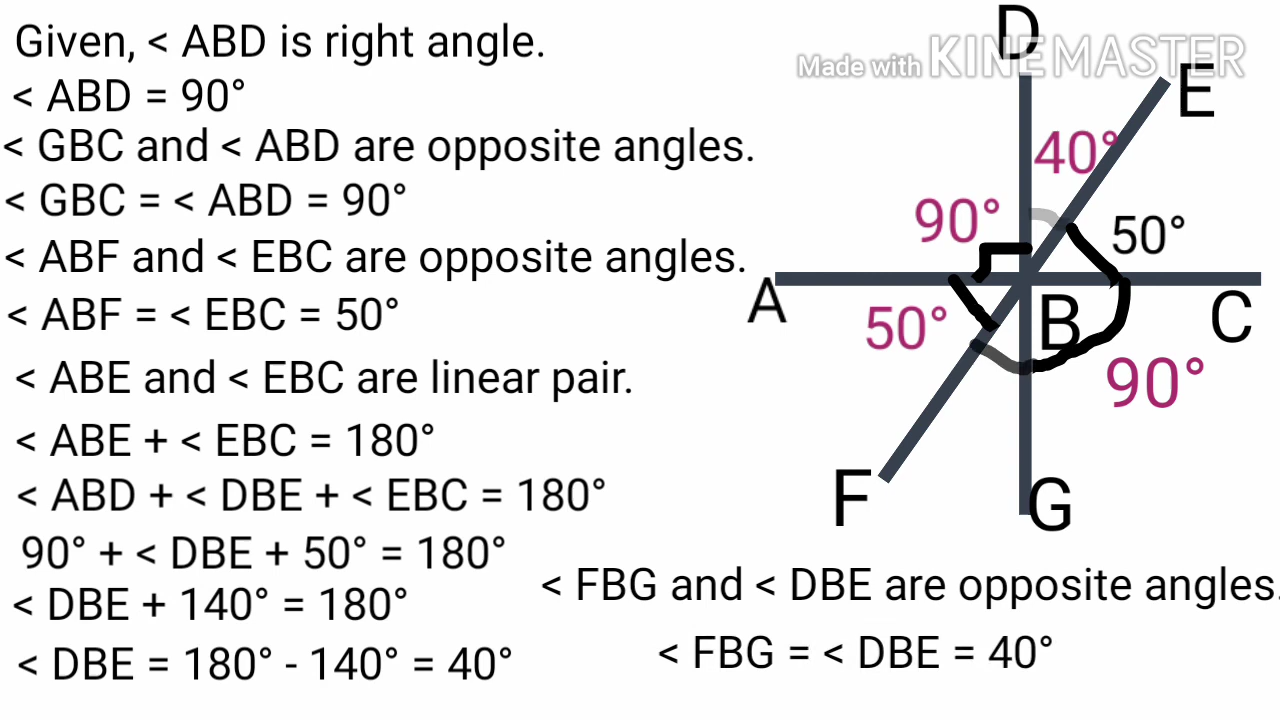 Given, < ABD is right angle.
< ABD = 90°
< GBC and < ABD are opposite angles.
< GBC = < ABD = 90°
< ABF and < EBC are opposite angles.
< ABF = < EBC = 50°
< ABE and < EBC are linear pair.
< ABE + < EBC = 180°
< ABD + < DBE + < EBC = 180°
90° + < DBE + 50° = 180°
< DBE + 140° = 180°
< DBE = 180° - 140° = 40°
D
Made with KINEMASTER
E
40°
90°
50°
A
B
C
50°
90°
F
G
< FBG and < DBE are opposite angles.
< FBG = < DBE = 40°